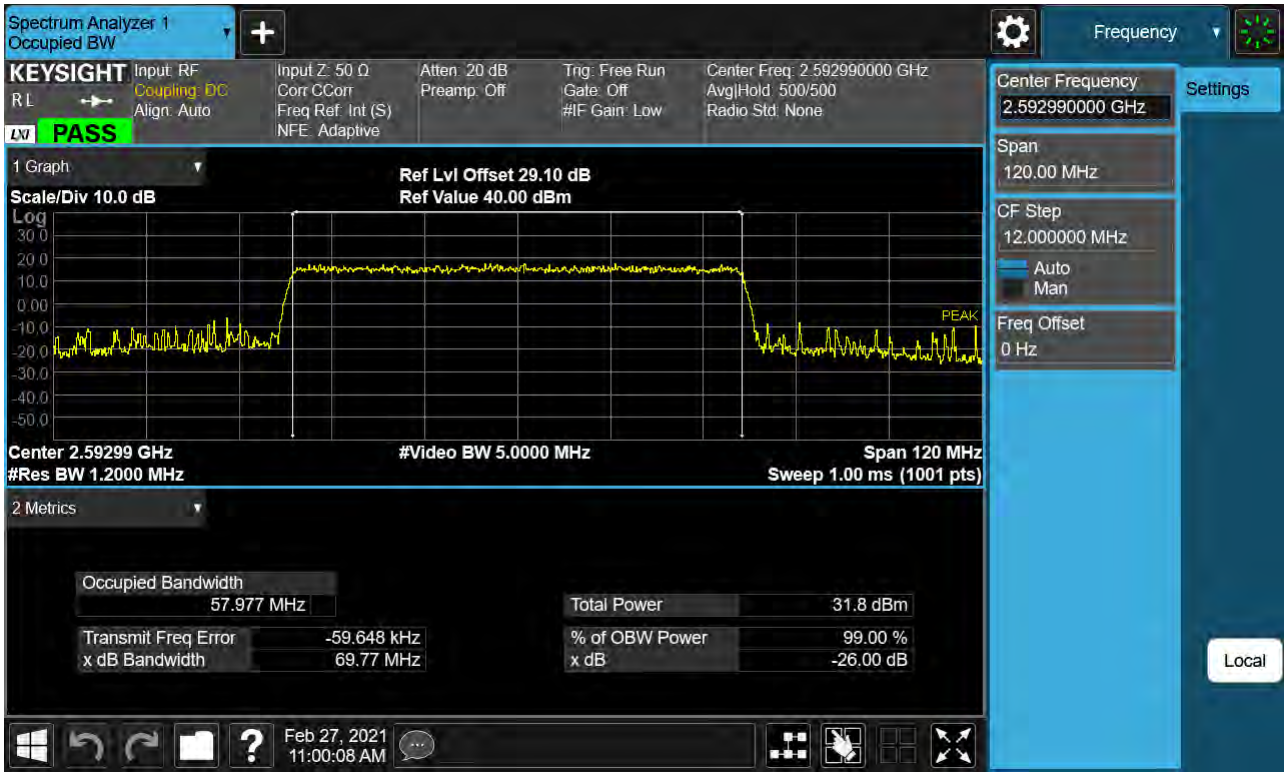 Spectrum Analyzer 1
Occupied BW
Frequency
KEYSIGHT
R L
LXI
PASS
Input: RF
Coupling: DC
Align: Auto
Input Z: 50 Ω
Corr CCorr
Freq Ref: Int (S)
NFE: Adaptive
Atten: 20 dB
Preamp: Off
Trig: Free Run
Gate: Off
#IF Gain: Low
Center Freq: 2.592990000 GHz
Avg|Hold: 500/500
Radio Std: None
Center Frequency
2.592990000 GHz
Settings
Span
120.00 MHz
CF Step
12.000000 MHz
Auto
Man
Freq Offset
0 Hz
Local
1 Graph
Scale/Div 10.0 dB
Ref Lvl Offset 29.10 dB
Ref Value 40.00 dBm
Log
30.0
20.0
10.0
0.00
-10.0
-20.0
-30.0
-40.0
-50.0
PEAK
Center 2.59299 GHz
#Video BW 5.0000 MHz
Span 120 MHz
#Res BW 1.2000 MHz
Sweep 1.00 ms (1001 pts)
2 Metrics
Occupied Bandwidth
57.977 MHz
Total Power 31.8 dBm
Transmit Freq Error -59.648 kHz
% of OBW Power 99.00 %
x dB Bandwidth 69.77 MHz
x dB -26.00 dB
?
Feb 27, 2021
11:00:08 AM